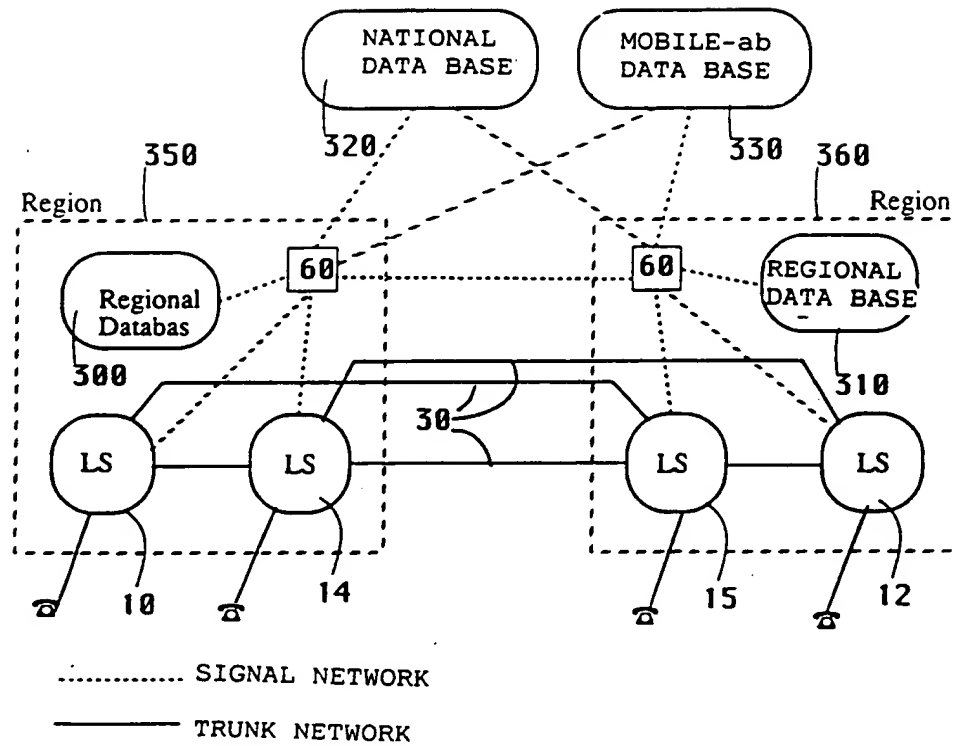 NATIONAL
DATA BASE
MOBILE-ab
DATA BASE
320
330
350
360
Region
Region
60
60
Regional
Databas
REGIONAL
DATA BASE
300
310
30
LS
LS
LS
LS
10
14
15
12
SIGNAL NETWORK
TRUNK NETWORK